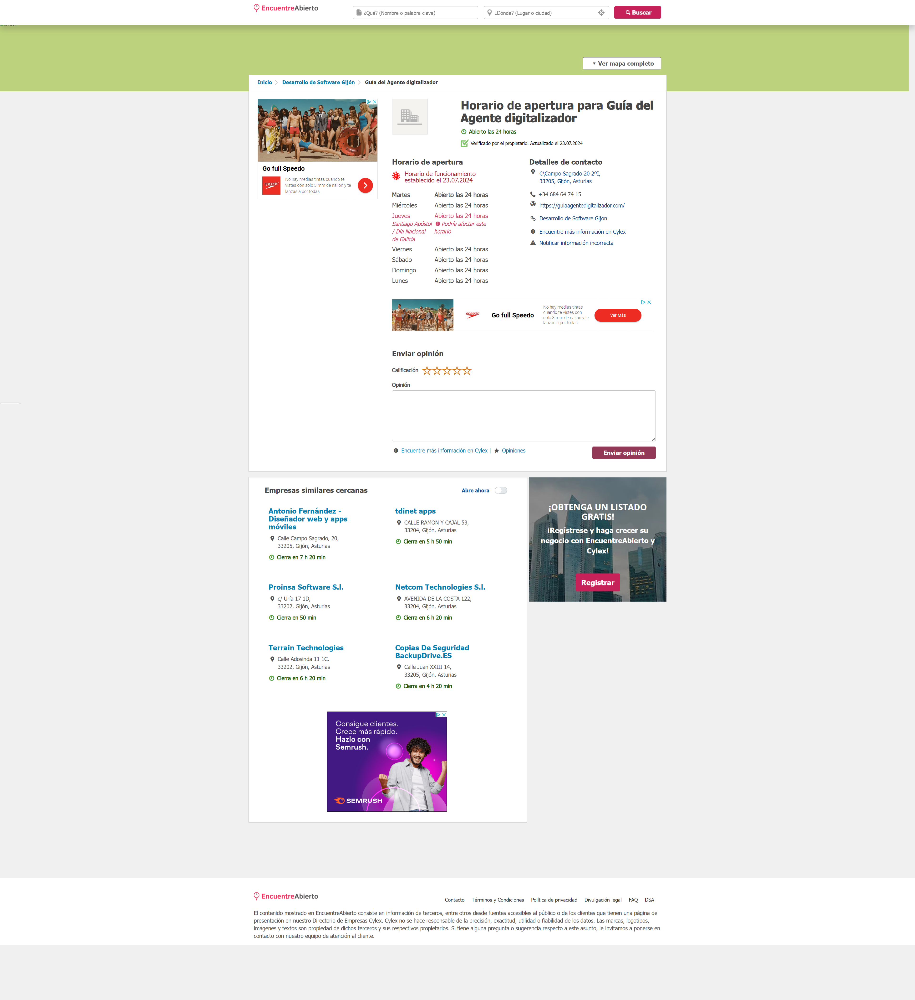 EncuentreAbierto
¿Qué? (Nombre o palabra clave)
¿Dónde? (Lugar o ciudad)
Buscar
Ver mapa completo
Inicio
Desarrollo de Software Gijón
Guía del Agente digitalizador
Go full Speedo
speedo
No hay medias tintas cuando te
vistes con solo 3 mm de nailon y te
lanzas a por todas.
Horario de apertura para Guía del
Agente digitalizador
Abierto las 24 horas
Verificado por el propietario. Actualizado el 23.07.2024
Horario de apertura
Horario de funcionamiento
establecido el 23.07.2024
Martes Abierto las 24 horas
Miércoles Abierto las 24 horas
Jueves Abierto las 24 horas
Santiago Apóstol Podría afectar este
/ Día Nacional horario
de Galicia
Viernes Abierto las 24 horas
Sábado Abierto las 24 horas
Domingo Abierto las 24 horas
Lunes Abierto las 24 horas
Detalles de contacto
C\Campo Sagrado 20 2ºI,
33205, Gijón, Asturias
+34 684 64 74 15
https://guiaagentedigitalizador.com/
Desarrollo de Software Gijón
Encuentre más información en Cylex
Notificar información incorrecta
speedo
Go full Speedo
No hay medias tintas
cuando te vistes con
solo 3 mm de nailon y te
lanzas a por todas.
Ver Más
Enviar opinión
Calificación
Opinión
Encuentre más información en Cylex | Opiniones
Enviar opinión
Empresas similares cercanas
Abre ahora
Antonio Fernández -
Diseñador web y apps
móviles
Calle Campo Sagrado, 20,
33205, Gijón, Asturias
Cierra en 7 h 20 min
tdinet apps
CALLE RAMON Y CAJAL 53,
33204, Gijón, Asturias
Cierra en 5 h 50 min
Proinsa Software S.l.
c/ Uría 17 1D,
33202, Gijón, Asturias
Cierra en 50 min
Netcom Technologies S.l.
AVENIDA DE LA COSTA 122,
33204, Gijón, Asturias
Cierra en 6 h 20 min
Terrain Technologies
Calle Adosinda 11 1C,
33202, Gijón, Asturias
Cierra en 6 h 20 min
Copias De Seguridad
BackupDrive.ES
Calle Juan XXIII 14,
33205, Gijón, Asturias
Cierra en 4 h 20 min
¡OBTENGA UN LISTADO
GRATIS!
¡Regístrese y haga crecer su
negocio con EncuentreAbierto y
Cylex!
Registrar
Consigue clientes.
Crece más rápido.
Hazlo con
Semrush.
SEMRUSH
EncuentreAbierto
Contacto Términos y Condiciones Política de privacidad Divulgación legal FAQ DSA
El contenido mostrado en EncuentreAbierto consiste en información de terceros, entre otros desde fuentes accesibles al público o de los clientes que tienen una página de
presentación en nuestro Directorio de Empresas Cylex. Cylex no se hace responsable de la precisión, exactitud, utilidad o fiabilidad de los datos. Las marcas, logotipos,
imágenes y textos son propiedad de dichos terceros y sus respectivos propietarios. Si tiene alguna pregunta o sugerencia respecto a este asunto, le invitamos a ponerse en
contacto con nuestro equipo de atención al cliente.